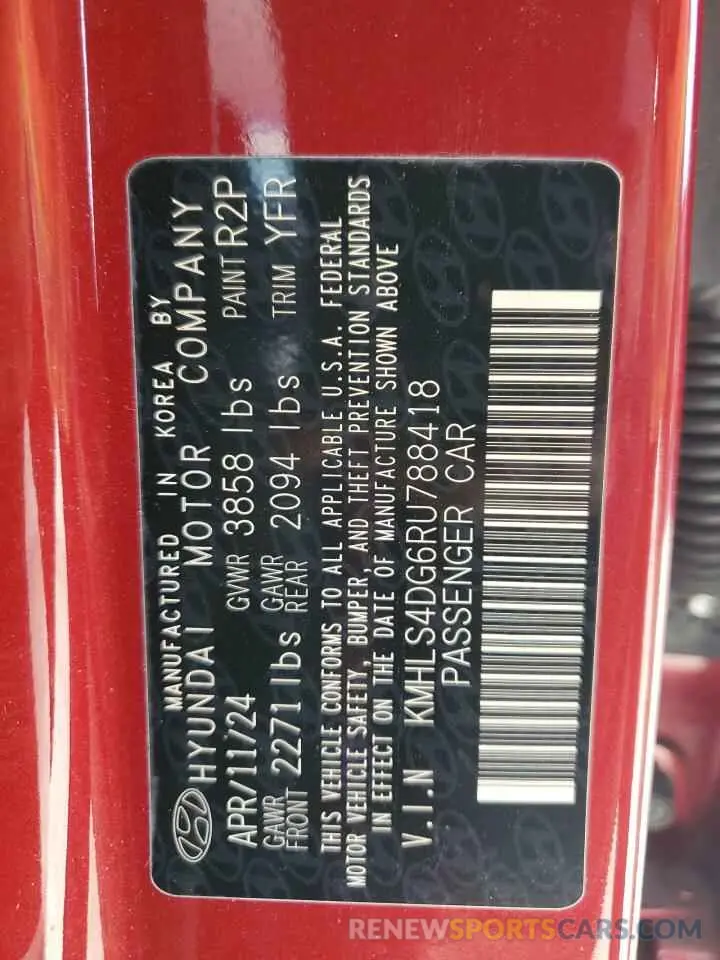 MANUFACTURED IN KOREA BY
HYUNDAI MOTOR COMPANY
APR/11/24 GVWR 3858 lbs PAINT R2P
GAWR FRONT 2271 lbs GAWR REAR 2094 lbs TRIM YFR
THIS VEHICLE CONFORMS TO ALL APPLICABLE U.S.A. FEDERAL
MOTOR VEHICLE SAFETY, BUMPER, AND THEFT PREVENTION STANDARDS
IN EFFECT ON THE DATE OF MANUFACTURE SHOWN ABOVE
V.I.N KMHLS4DG6RU788418
PASSENGER CAR
RENEWSPORTSCARS.COM